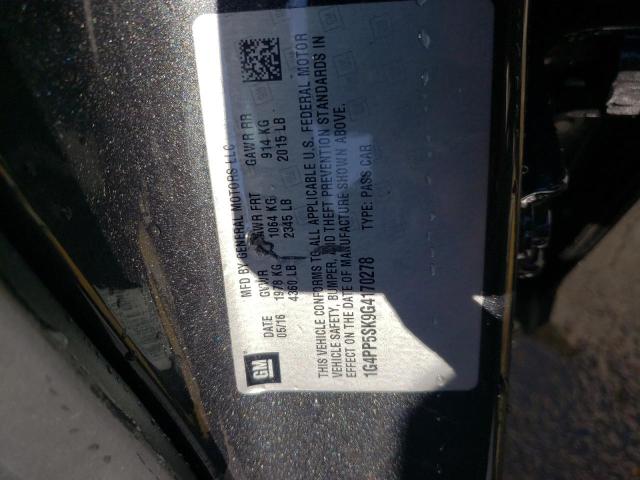 GM
MFD BY GENERAL MOTORS LLC
DATE GVWR GAWR FRT GAWR RR
05/16 1978 KG 1064 KG 914 KG
4360 LB 2345 LB 2015 LB
THIS VEHICLE CONFORMS TO ALL APPLICABLE U.S. FEDERAL MOTOR
VEHICLE SAFETY, BUMPER, AND THEFT PREVENTION STANDARDS IN
EFFECT ON THE DATE OF MANUFACTURE SHOWN ABOVE.
1G4PP5SK9G4170278 TYPE: PASS CAR